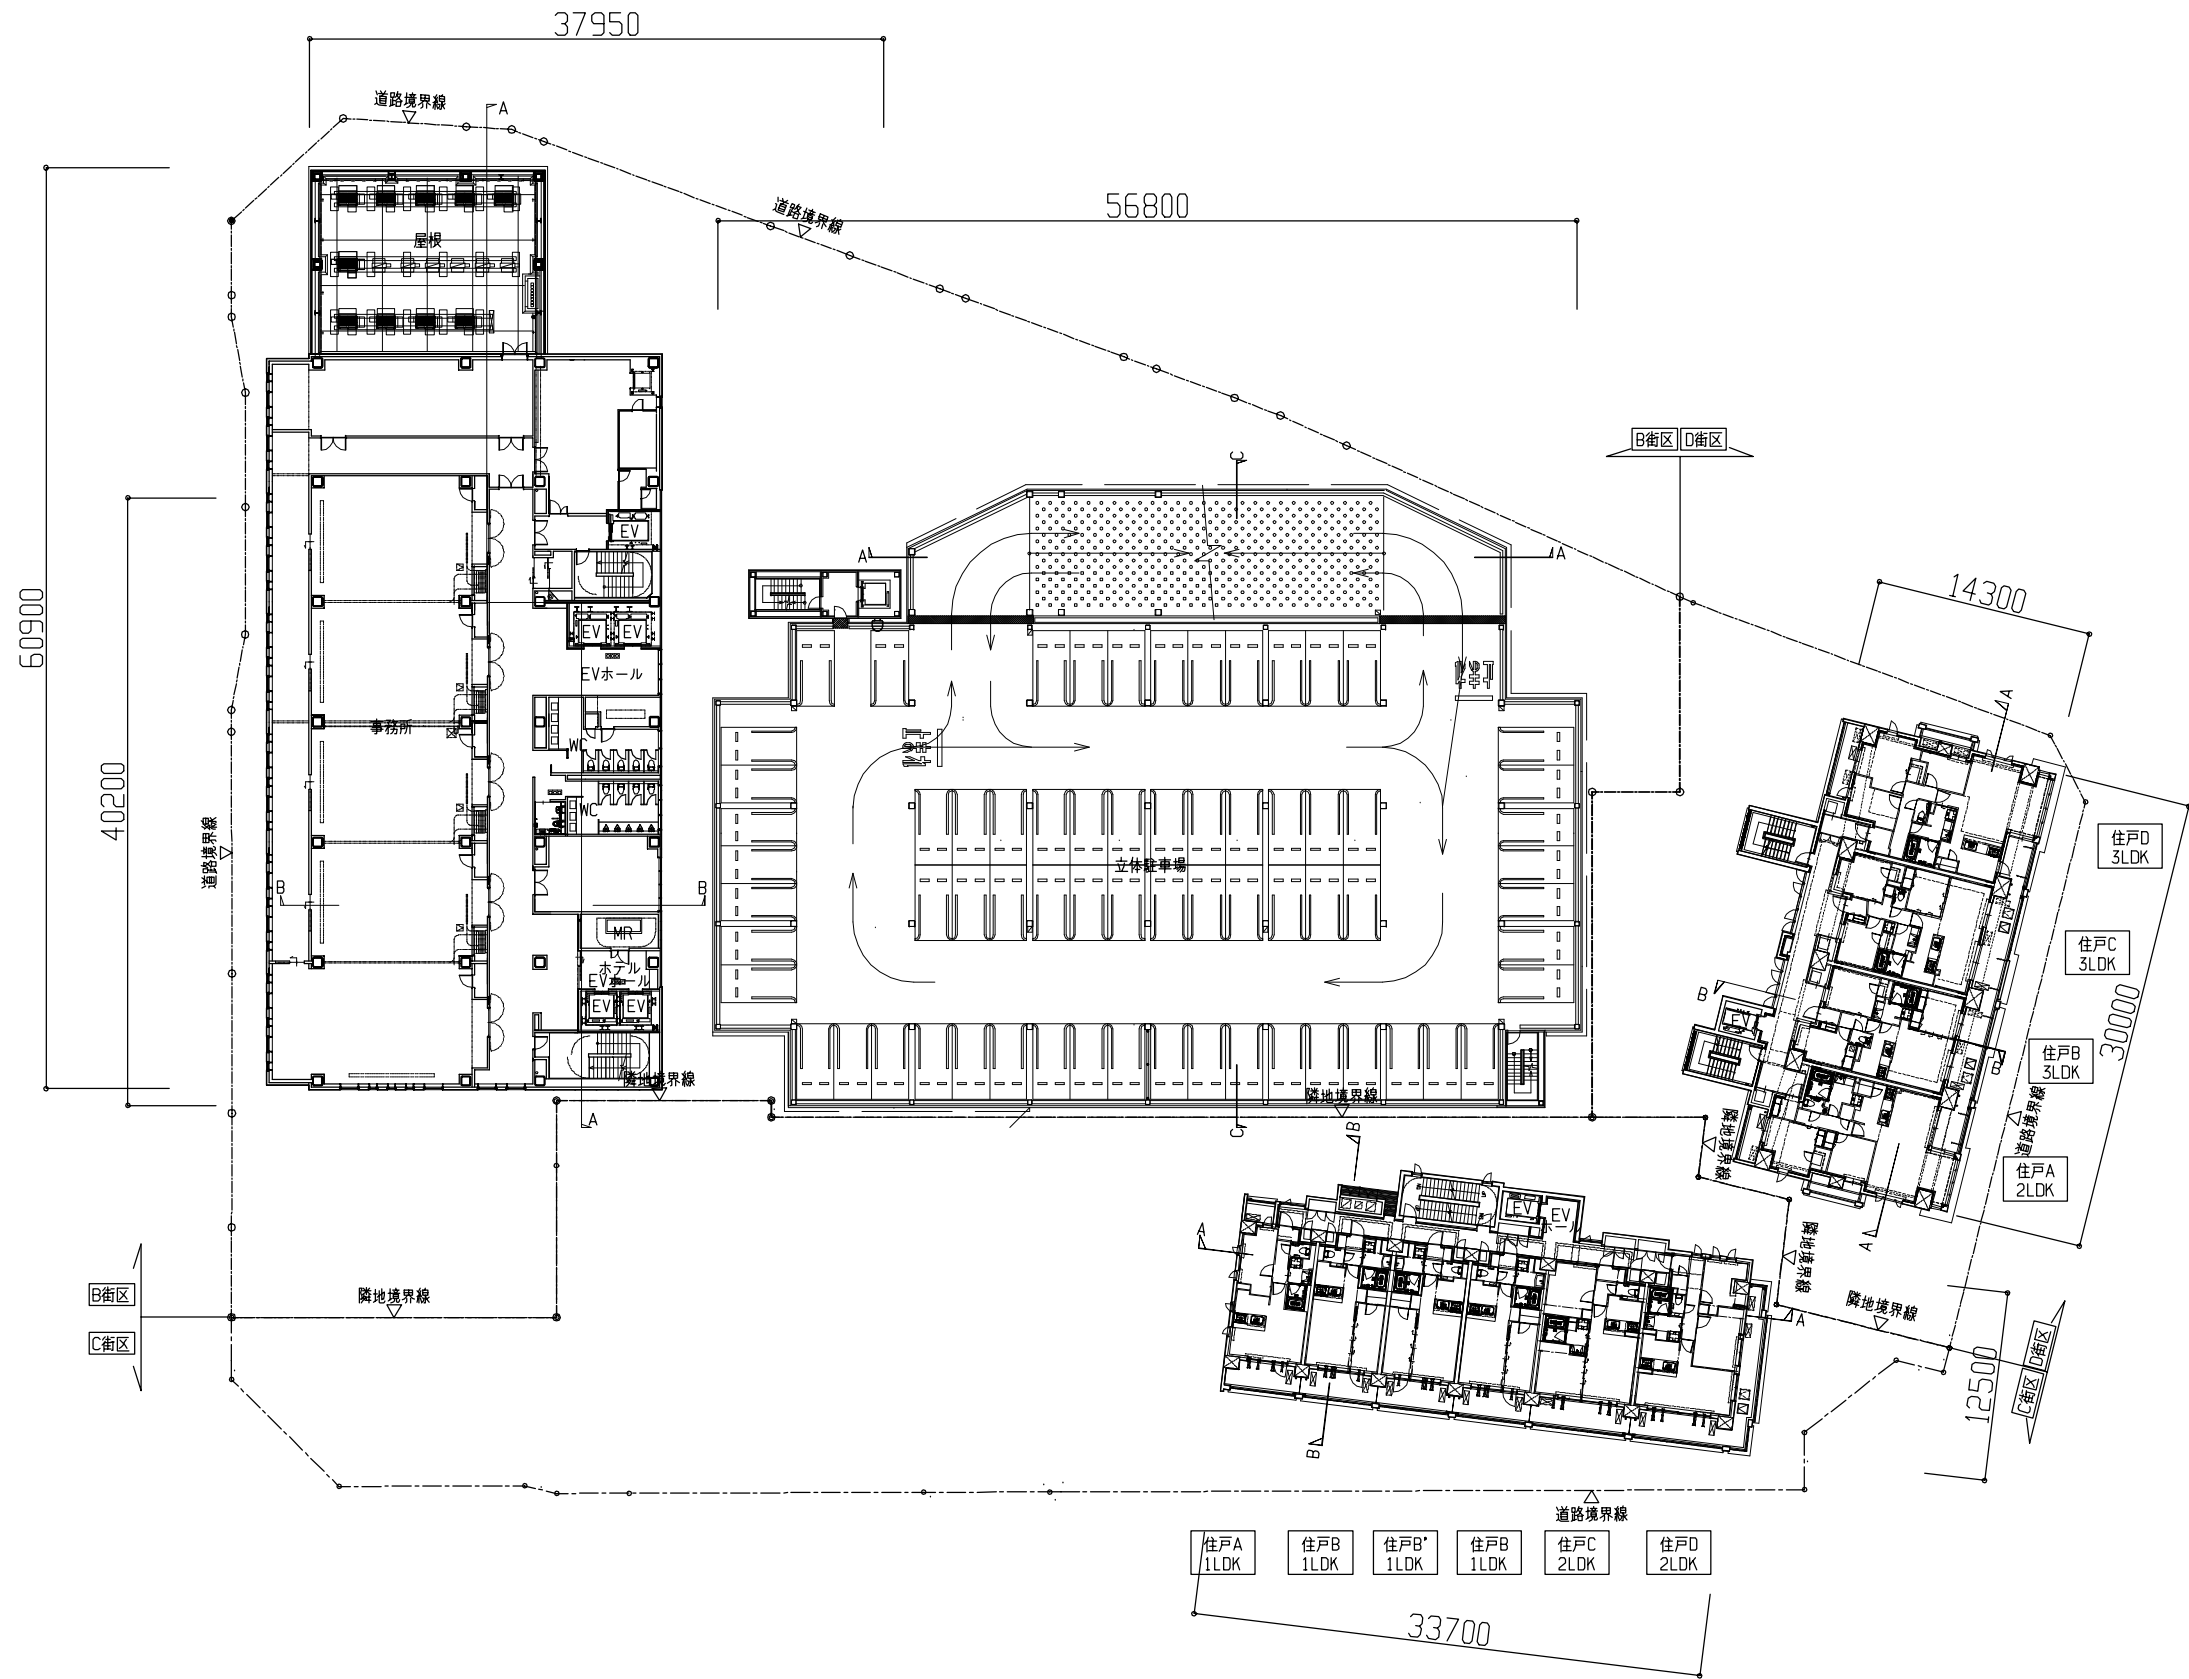 37950
道路境界線
A
道路境界線
56800
屋根
60900
40200
B街区
D街区
C
A
A
EV
EV
EV
EVホール
事務所
WC
WC
道路境界線
B
B
MR
ホテル
EVホール
EV
EV
隣地境界線
A
立体駐車場
隣地境界線
C
14300
A
住戸D
3LDK
住戸C
3LDK
30000
B
EV
住戸B
3LDK
B
道路境界線
住戸A
2LDK
A
隣地境界線
隣地境界線
B
A
EV
EV
ホール
A
B
隣地境界線
B街区
C街区
隣地境界線
D街区
C街区
12500
道路境界線
住戸A
1LDK
住戸B
1LDK
住戸B'
1LDK
住戸B
1LDK
住戸C
2LDK
住戸D
2LDK
33700